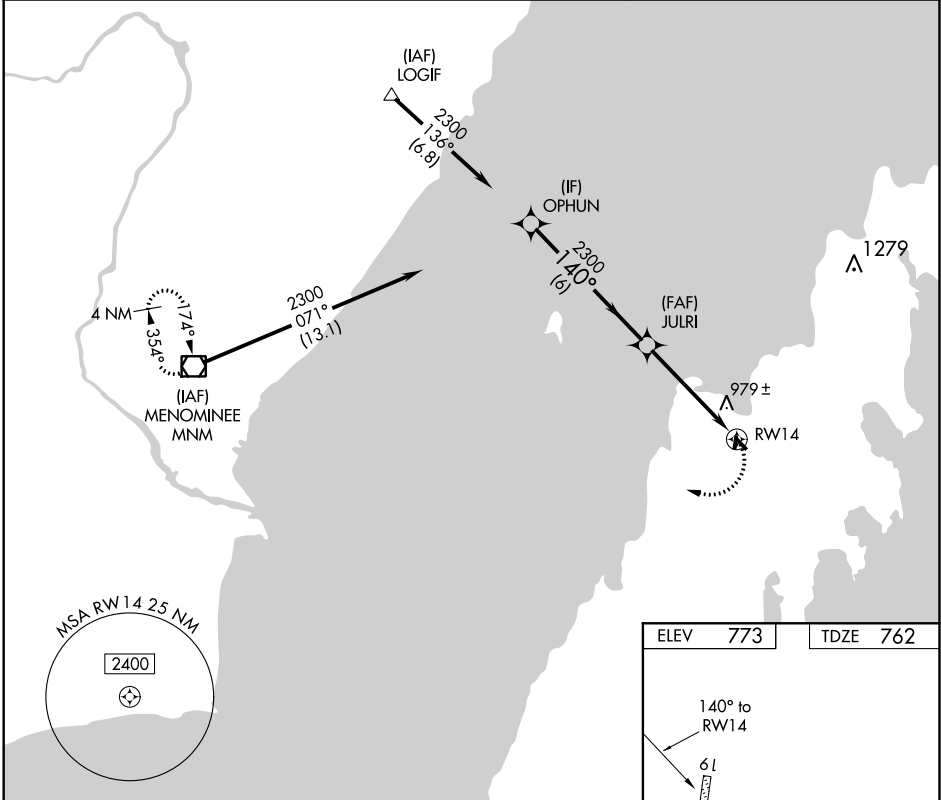 (IAF)
LOGIF
2300
136°
(6.8)
(IF)
OPHUN
2300
140°
(6)
1279
(FAF)
JULRI
4 NM
174°
354°
2300
071°
(13.1)
(IAF)
MENOMINEE
MNM
979 ±
RW14
MSA RW14 25 NM
2400
ELEV 773
TDZE 762
140° to
RW14
19